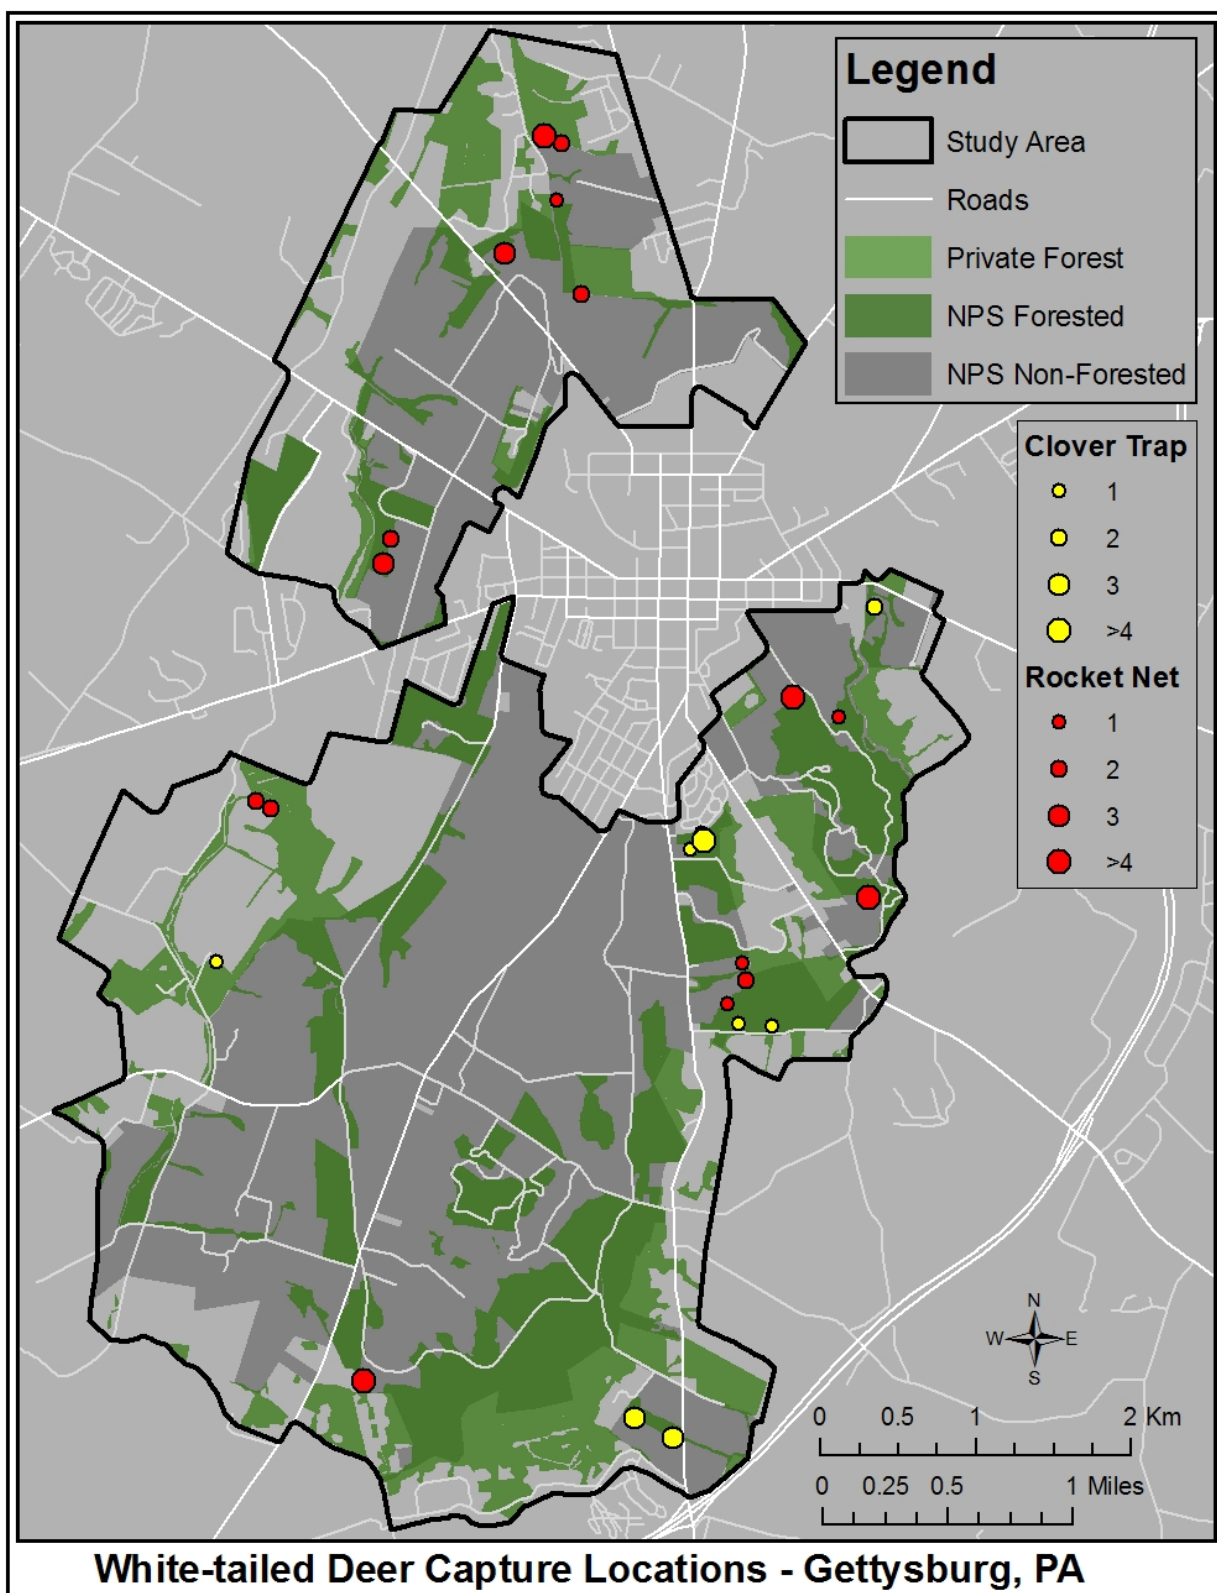 Legend
Study Area
Roads
Private Forest
NPS Forested
NPS Non-Forested
Clover Trap
1
2
3
>4
Rocket Net
1
2
3
>4
N
W E
S
0 0.5 1 2 Km
0 0.25 0.5 1 Miles
White-tailed Deer Capture Locations - Gettysburg, PA